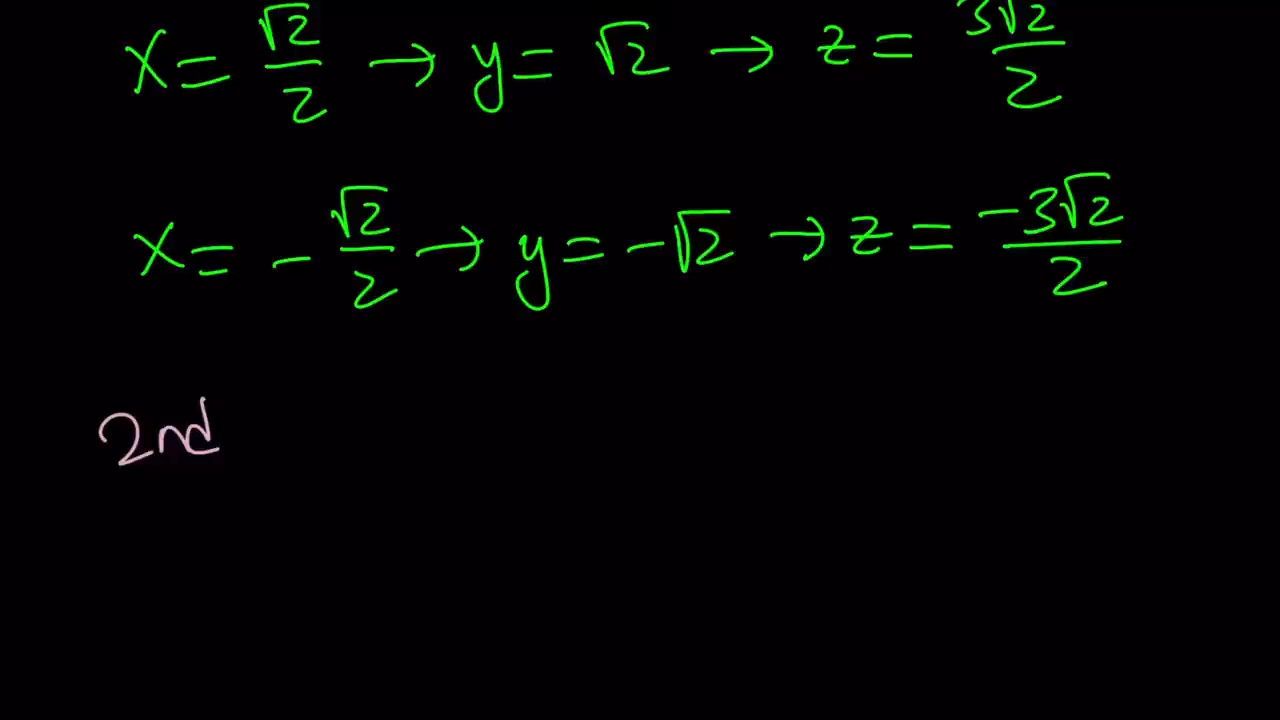 x = √2/2 → y = √2 → z = 3√2/2
x = -√2/2 → y = -√2 → z = -3√2/2
2nd